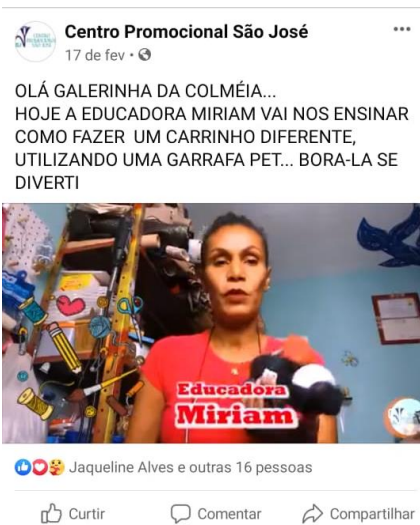 Centro Promocional São José
17 de fev
OLÁ GALERINHA DA COLMÉIA...
HOJE A EDUCADORA MIRIAM VAI NOS ENSINAR
COMO FAZER UM CARRINHO DIFERENTE,
UTILIZANDO UMA GARRAFA PET... BORA-LA SE
DIVERTI
Educadora
Miriam
Jaqueline Alves e outras 16 pessoas
Curtir Comentar Compartilhar